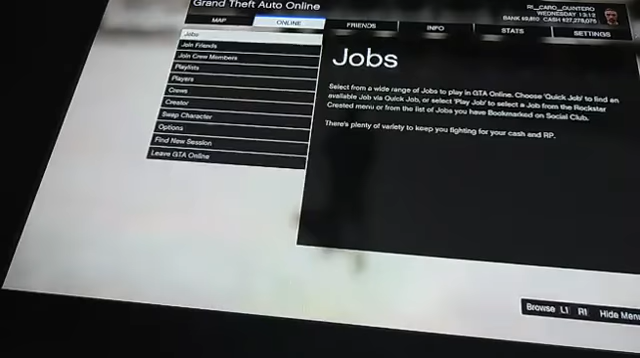 Grand Theft Auto Online
RI_CARO_QUINTERO
WEDNESDAY 13:12
MAP
ONLINE
FRIENDS
INFO
STATS
SETTINGS
Jobs
Join Friends
Join Crew Members
Playlists
Players
Crews
Creator
Swap Character
Options
Find New Session
Leave GTA Online
Jobs
Select from a wide range of Jobs to play in GTA Online. Choose 'Quick Job' to find an
available Job via Quick Job, or select 'Play Job' to select a Job from the Rockstar
Created menu or from the list of Jobs you have Bookmarked on Social Club.
There's plenty of variety to keep you fighting for your cash and RP.
Browse L1 R1 Hide Menu